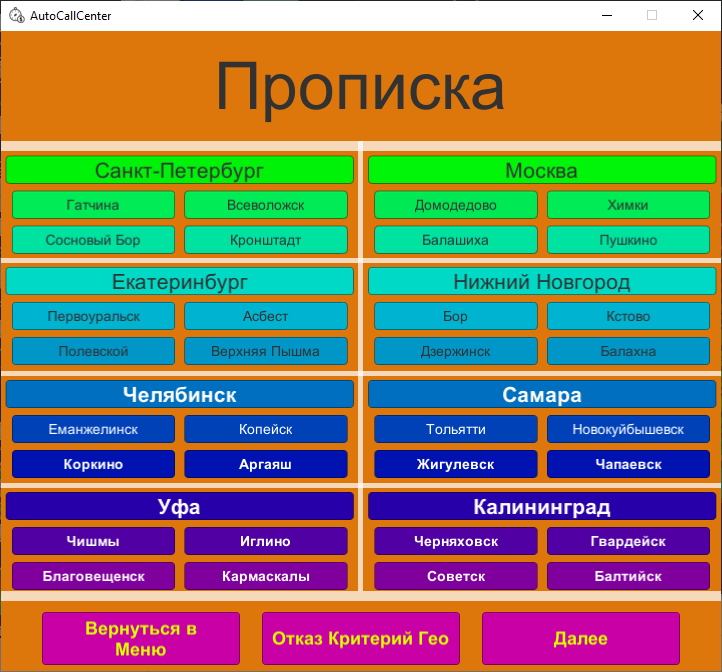 AutoCallCenter
Прописка
Санкт-Петербург
Москва
Гатчина
Всеволожск
Домодедово
Химки
Сосновый Бор
Кронштадт
Балашиха
Пушкино
Екатеринбург
Нижний Новгород
Первоуральск
Асбест
Бор
Кстово
Полевской
Верхняя Пышма
Дзержинск
Балахна
Челябинск
Самара
Еманжелинск
Копейск
Тольятти
Новокуйбышевск
Коркино
Аргаяш
Жигулевск
Чапаевск
Уфа
Калининград
Чишмы
Иглино
Черняховск
Гвардейск
Благовещенск
Кармаскалы
Советск
Балтийск
Вернуться в
Меню
Отказ Критерий Гео
Далее